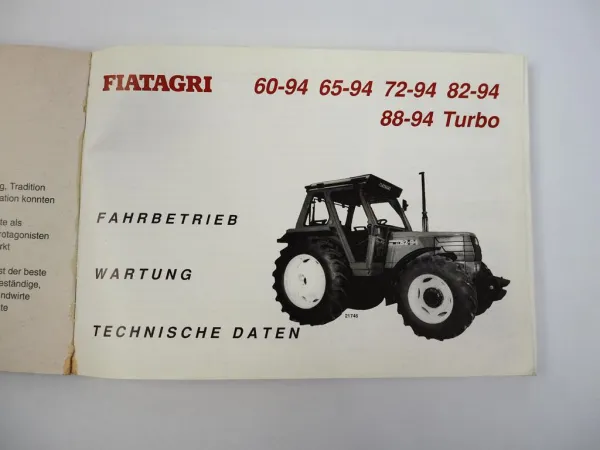 g, Tradition
ation konnten
te als
rotagonisten
rkt
st der beste
eständige,
ndwirte
te
FIATAGRI
60-94 65-94 72-94 82-94
88-94 Turbo
FAHRBETRIEB
WARTUNG
TECHNISCHE DATEN
21740